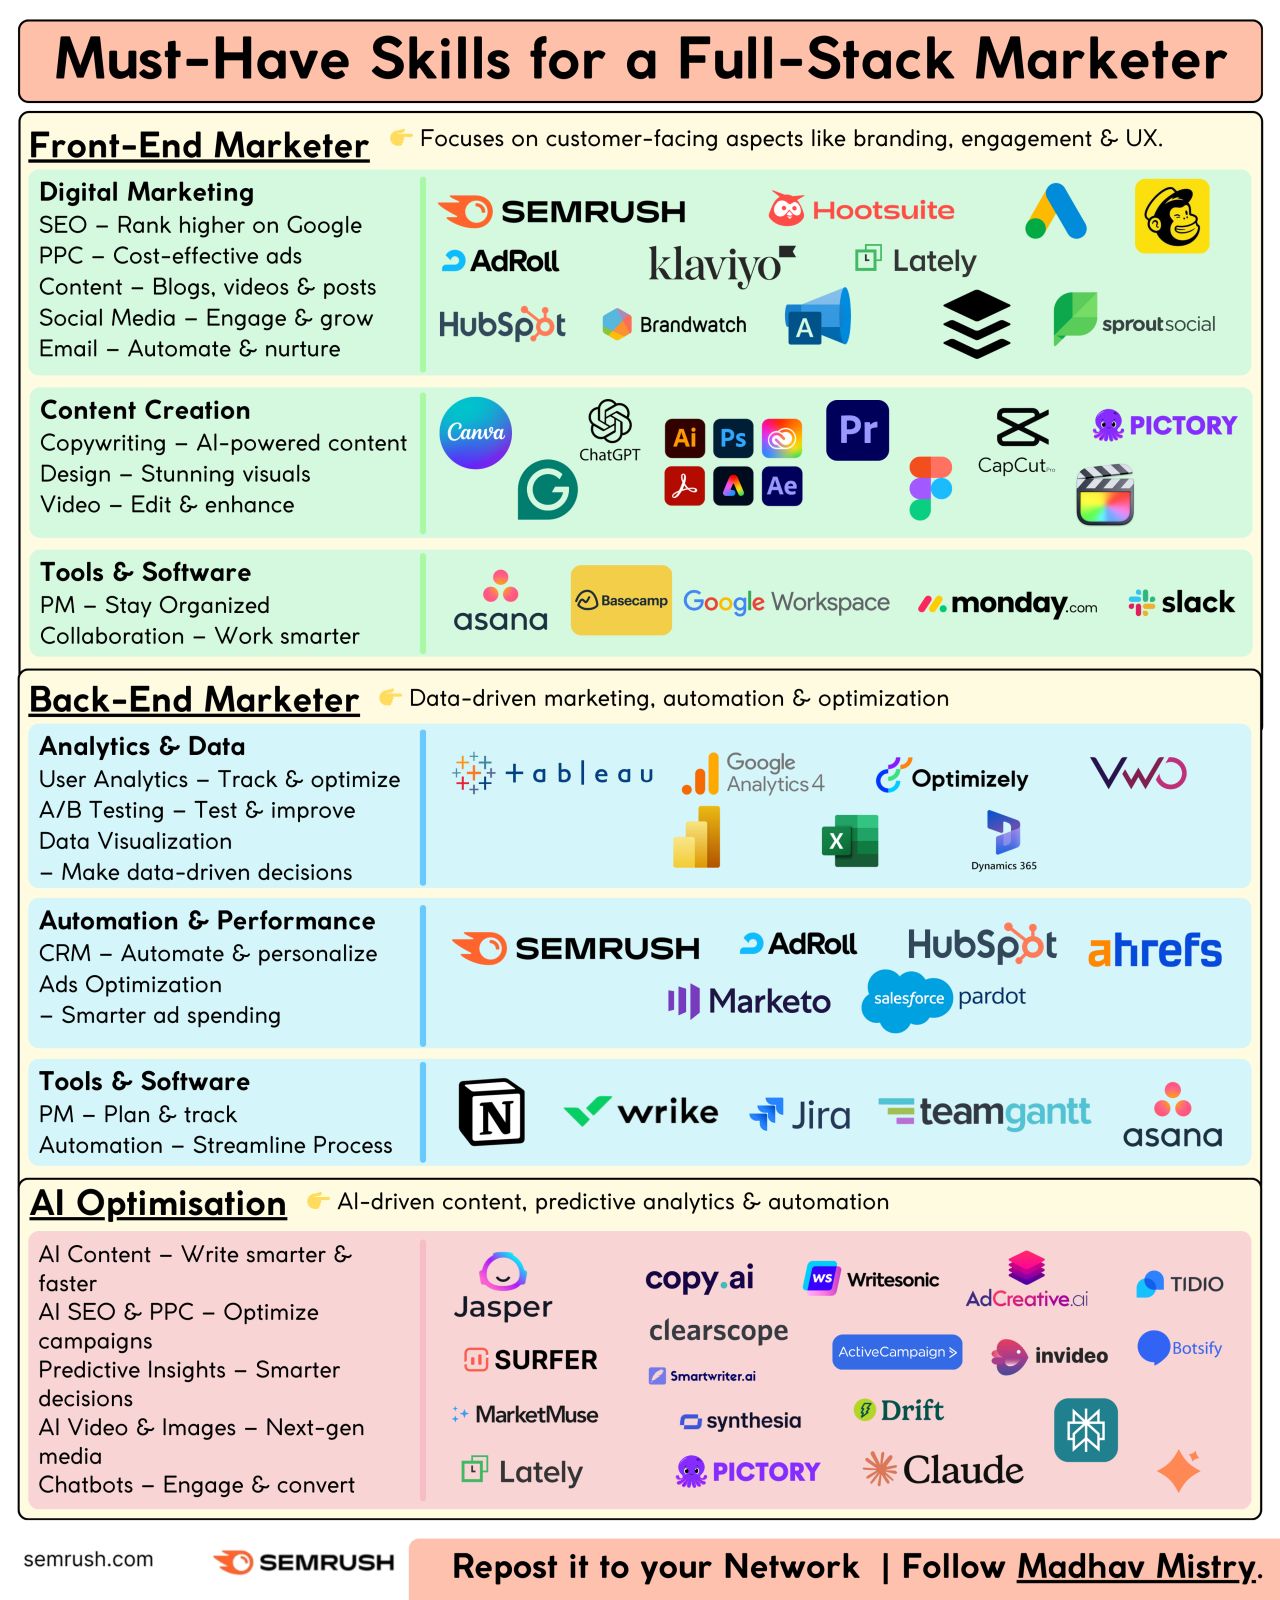 Must-Have Skills for a Full-Stack Marketer
Front-End Marketer
👉 Focuses on customer-facing aspects like branding, engagement & UX.
Digital Marketing
SEO – Rank higher on Google
PPC – Cost-effective ads
Content – Blogs, videos & posts
Social Media – Engage & grow
Email – Automate & nurture
SEMRUSH
Hootsuite
AdRoll
klaviyo
Lately
HubSpot
Brandwatch
A
sproutsocial
Content Creation
Copywriting – AI-powered content
Design – Stunning visuals
Video – Edit & enhance
Canva
ChatGPT
G
Ai
Ps
Ae
Pr
CapCut Pro
PICTORY
Tools & Software
PM – Stay Organized
Collaboration – Work smarter
asana
Basecamp
Google Workspace
monday.com
slack
Back-End Marketer
👉 Data-driven marketing, automation & optimization
Analytics & Data
User Analytics – Track & optimize
A/B Testing – Test & improve
Data Visualization
– Make data-driven decisions
+ableau
Google
Analytics 4
Optimizely
VWO
X
Dynamics 365
Automation & Performance
CRM – Automate & personalize
Ads Optimization
– Smarter ad spending
SEMRUSH
AdRoll
HubSpot
ahrefs
Marketo
salesforce pardot
Tools & Software
PM – Plan & track
Automation – Streamline Process
N
wrike
Jira
teamgantt
asana
AI Optimisation
👉 AI-driven content, predictive analytics & automation
AI Content – Write smarter &
faster
AI SEO & PPC – Optimize
campaigns
Predictive Insights – Smarter
decisions
AI Video & Images – Next-gen
media
Chatbots – Engage & convert
Jasper
copy.ai
WS Writesonic
AdCreative.ai
TIDIO
SURFER
clearscope
Smartwriter.ai
ActiveCampaign >
invideo
Botsify
MarketMuse
synthesia
Drift
Lately
PICTORY
Claude
semrush.com
SEMRUSH
Repost it to your Network | Follow Madhav Mistry.